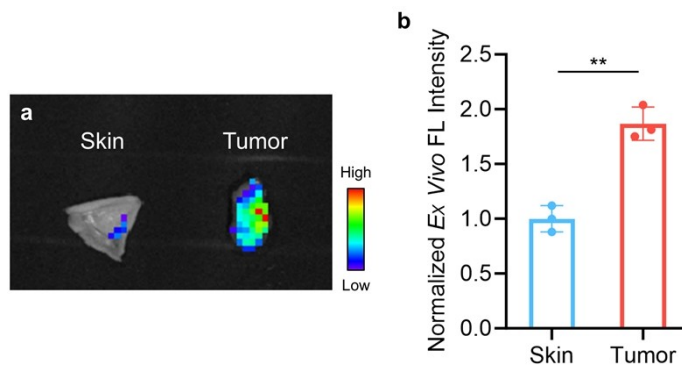 a
Skin
Tumor
High
Low
b
Normalized Ex Vivo FL Intensity
2.5
2.0
1.5
1.0
0.5
0.0
**
Skin
Tumor